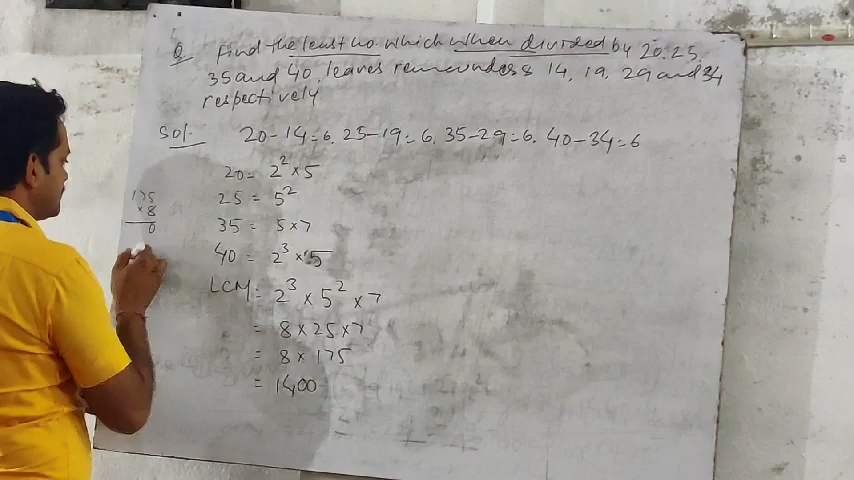 Q Find the least no. which when divided by 20, 25,
35 and 40, leaves remainders 14, 19, 29 and 34
respectively
Sol. 20-14=6, 25-19=6, 35-29=6, 40-34=6
20 = 2² × 5
25 = 5²
35 = 5 × 7
40 = 2³ × 5
LCM = 2³ × 5² × 7
= 8 × 25 × 7
= 8 × 175
= 1400
175
×8
0